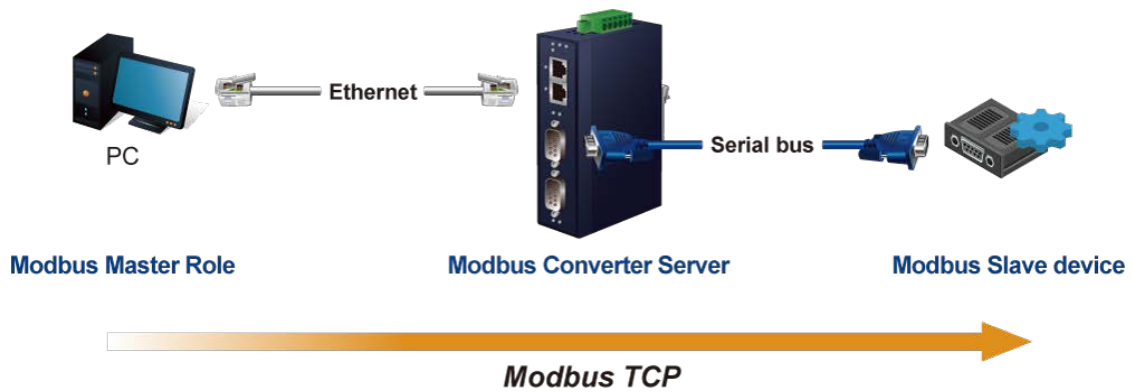 Ethernet
Serial bus
PC
Modbus Master Role
Modbus Converter Server
Modbus Slave device
Modbus TCP